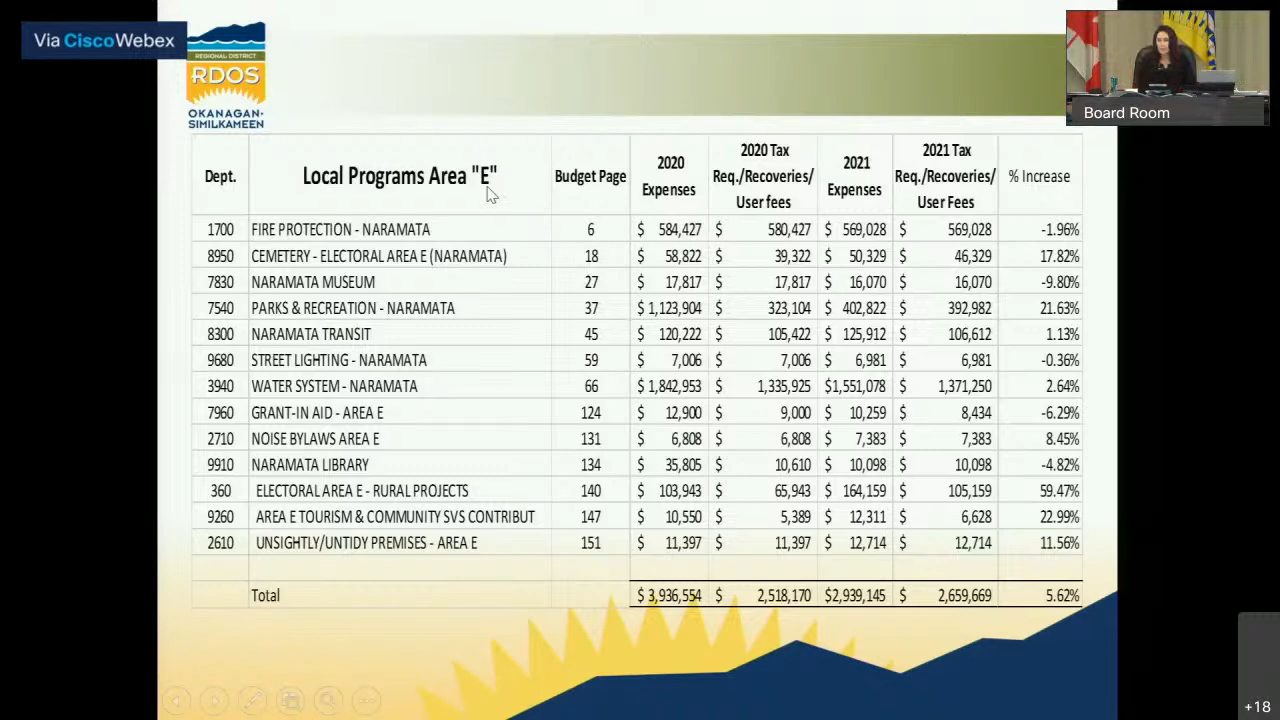 Via CiscoWebex
REGIONAL DISTRICT
RDOS
OKANAGAN-
SIMILKAMEEN
Board Room
Dept. Local Programs Area "E" Budget Page 2020 Expenses 2020 Tax Req./Recoveries/ User fees 2021 Expenses 2021 Tax Req./Recoveries/ User Fees % Increase
1700 FIRE PROTECTION - NARAMATA 6 $ 584,427 $ 580,427 $ 569,028 $ 569,028 -1.96%
8950 CEMETERY - ELECTORAL AREA E (NARAMATA) 18 $ 58,822 $ 39,322 $ 50,329 $ 46,329 17.82%
7830 NARAMATA MUSEUM 27 $ 17,817 $ 17,817 $ 16,070 $ 16,070 -9.80%
7540 PARKS & RECREATION - NARAMATA 37 $ 1,123,904 $ 323,104 $ 402,822 $ 392,982 21.63%
8300 NARAMATA TRANSIT 45 $ 120,222 $ 105,422 $ 125,912 $ 106,612 1.13%
9680 STREET LIGHTING - NARAMATA 59 $ 7,006 $ 7,006 $ 6,981 $ 6,981 -0.36%
3940 WATER SYSTEM - NARAMATA 66 $ 1,842,953 $ 1,335,925 $1,551,078 $ 1,371,250 2.64%
7960 GRANT-IN AID - AREA E 124 $ 12,900 $ 9,000 $ 10,259 $ 8,434 -6.29%
2710 NOISE BYLAWS AREA E 131 $ 6,808 $ 6,808 $ 7,383 $ 7,383 8.45%
9910 NARAMATA LIBRARY 134 $ 35,805 $ 10,610 $ 10,098 $ 10,098 -4.82%
360 ELECTORAL AREA E - RURAL PROJECTS 140 $ 103,943 $ 65,943 $ 164,159 $ 105,159 59.47%
9260 AREA E TOURISM & COMMUNITY SVS CONTRIBUT 147 $ 10,550 $ 5,389 $ 12,311 $ 6,628 22.99%
2610 UNSIGHTLY/UNTIDY PREMISES - AREA E 151 $ 11,397 $ 11,397 $ 12,714 $ 12,714 11.56%
Total $ 3,936,554 $ 2,518,170 $2,939,145 $ 2,659,669 5.62%
+18